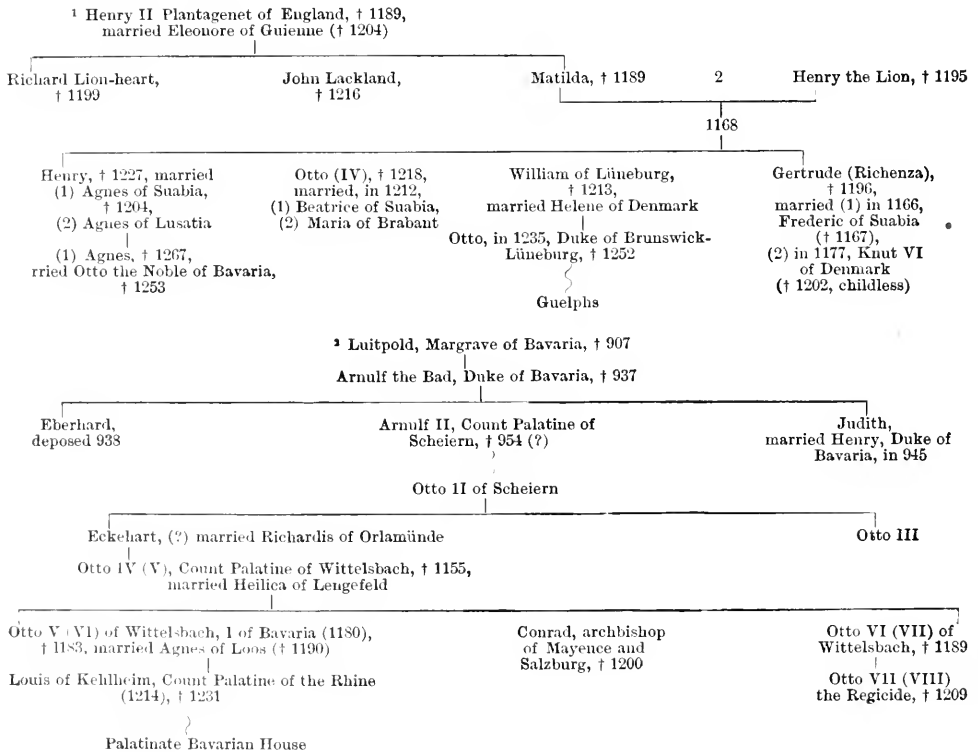 ¹ Henry II Plantagenet of England, † 1189,
married Eleonore of Guienne († 1204)
Richard Lion-heart,
† 1199
John Lackland,
† 1216
Matilda, † 1189
2
Henry the Lion, † 1195
1168
Henry, † 1227, married
(1) Agnes of Suabia,
† 1204,
(2) Agnes of Lusatia
(1) Agnes, † 1267,
rried Otto the Noble of Bavaria,
† 1253
Otto (IV), † 1218,
married, in 1212,
(1) Beatrice of Suabia,
(2) Maria of Brabant
William of Lüneburg,
† 1213,
married Helene of Denmark
Otto, in 1235, Duke of Brunswick-
Lüneburg, † 1252
Guelphs
Gertrude (Richenza),
† 1196,
married (1) in 1166,
Frederic of Suabia
(† 1167),
(2) in 1177, Knut VI
of Denmark
(† 1202, childless)
² Luitpold, Margrave of Bavaria, † 907
Arnulf the Bad, Duke of Bavaria, † 937
Eberhard,
deposed 938
Arnulf II, Count Palatine of
Scheiern, † 954 (?)
Judith,
married Henry, Duke of
Bavaria, in 945
Otto II of Scheiern
Eckehart, (?) married Richardis of Orlamünde
Otto III
Otto IV (V), Count Palatine of Wittelsbach, † 1155,
married Heilica of Lengefeld
Otto V (VI) of Wittelsbach, I of Bavaria (1180),
† 1183, married Agnes of Loos († 1190)
Louis of Kehlheim, Count Palatine of the Rhine
(1214), † 1231
Palatinate Bavarian House
Conrad, archbishop
of Mayence and
Salzburg, † 1200
Otto VI (VII) of
Wittelsbach, † 1189
Otto VII (VIII)
the Regicide, † 1209